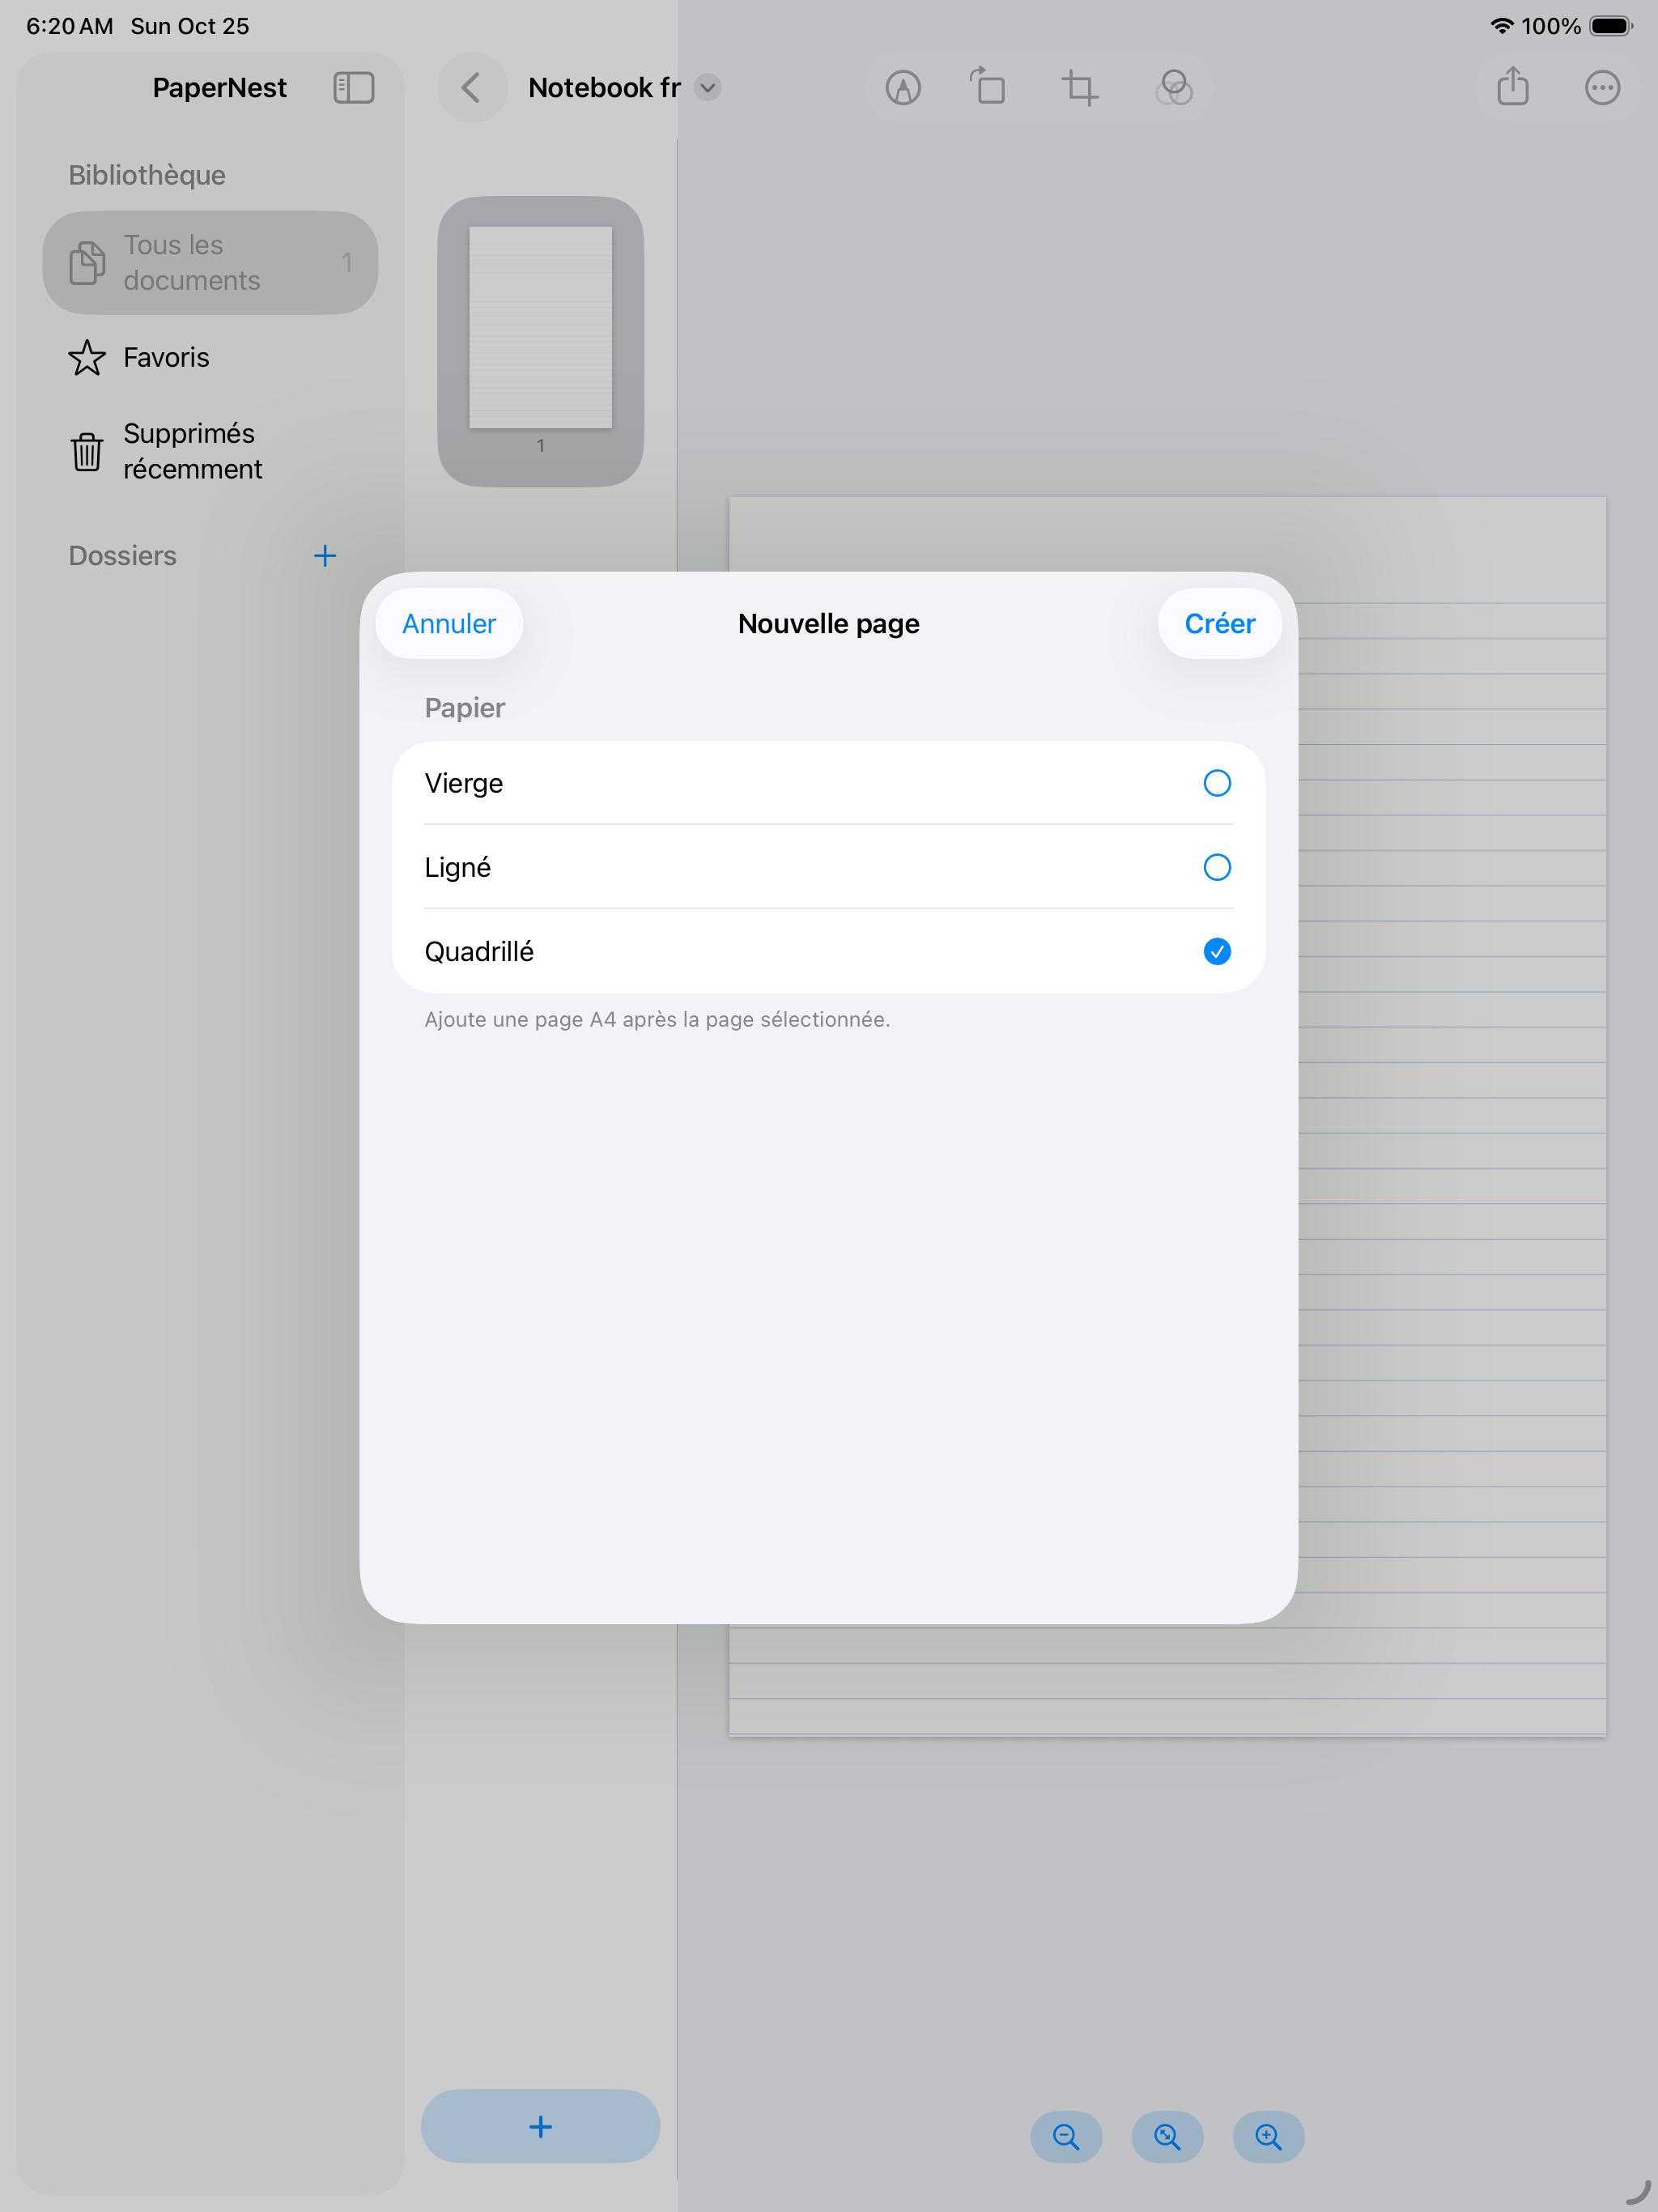 6:20 AM Sun Oct 25
100%
PaperNest
Notebook fr
Bibliothèque
Tous les
documents
1
Favoris
Supprimés
récemment
Dossiers
1
Annuler
Nouvelle page
Créer
Papier
Vierge
Ligné
Quadrillé
Ajoute une page A4 après la page sélectionnée.